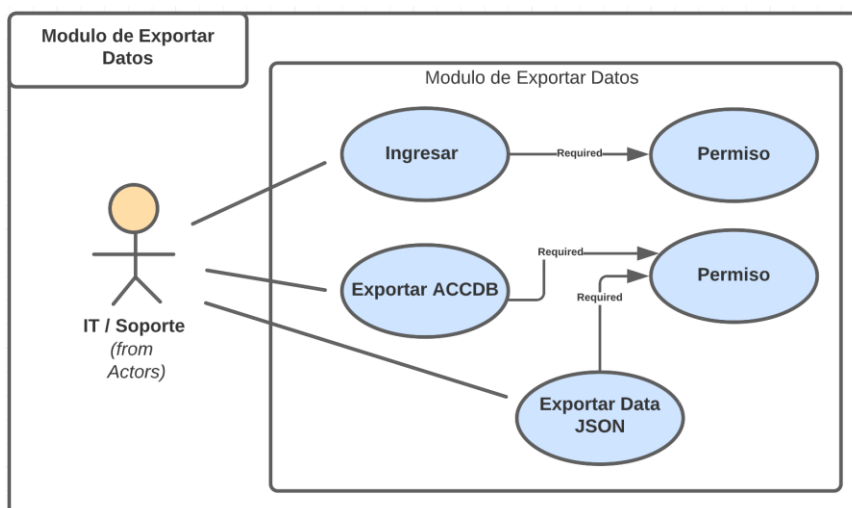 Modulo de Exportar
Datos
Modulo de Exportar Datos
Ingresar
Required
Permiso
Exportar ACCDB
Required
Permiso
Required
IT / Soporte
(from
Actors)
Exportar Data
JSON